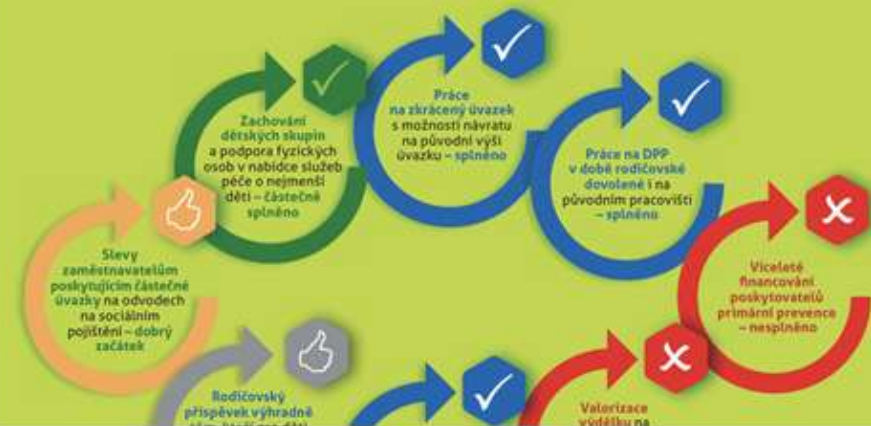 Slevy
zaměstnavatelům
poskytujícím částečné
úvazky na odvodech
na sociálním
pojištění – dobrý
začátek
Zachování
dětských skupin
a podpora fyzických
osob v nabídce služeb
péče o nejmenší
děti – částečně
splněno
Práce
na zkrácený úvazek
s možností návratu
na původní výši
úvazku – splněno
Práce na DPP
v době rodičovské
dovolené i na
původním pracovišti
– splněno
Víceleté
financování
poskytovatelů
primární prevence
– nesplněno
Rodičovský
příspěvek výhradně
Valorizace
výdělku na